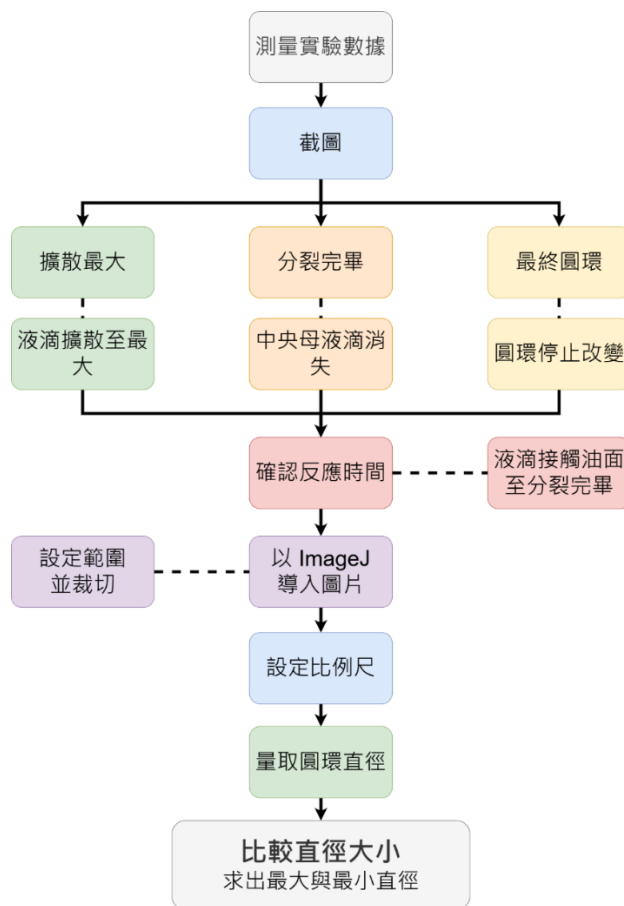 測量實驗數據
截圖
擴散最大
分裂完畢
最終圓環
液滴擴散至最
大
中央母液滴消
失
圓環停止改變
確認反應時間
液滴接觸油面
至分裂完畢
設定範圍
並裁切
以 ImageJ
導入圖片
設定比例尺
量取圓環直徑
比較直徑大小
求出最大與最小直徑